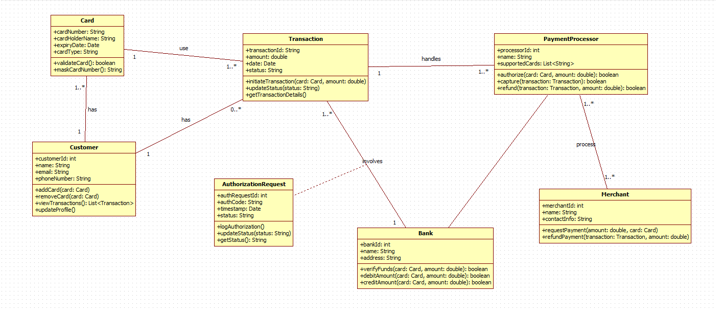 Card
+cardNumber: String
+cardHolderName: String
+expiryDate: Date
+cardType: String
+validateCard(): boolean
+maskCardNumber(): String
Transaction
+transactionId: String
+amount: double
+date: Date
+status: String
+initiateTransaction(card: Card, amount: double)
+updateStatus(status: String)
+getTransactionDetails()
PaymentProcessor
+processorId: int
+name: String
+supportedCards: List<String>
+authorize(card: Card, amount: double): boolean
+capture(transaction: Transaction): boolean
+refund(transaction: Transaction, amount: double): boolean
use
1
1..*
handles
1
1..*
1..*
has
1
0..*
has
1
1..*
involves
1
1..*
process
1..*
Customer
+customerId: int
+name: String
+email: String
+phoneNumber: String
+addCard(card: Card)
+removeCard(card: Card)
+viewTransactions(): List<Transaction>
+updateProfile()
AuthorizationRequest
+authRequestId: int
+authCode: String
+timestamp: Date
+status: String
+logAuthorization()
+updateStatus(status: String)
+getStatus(): String
Merchant
+merchantId: int
+name: String
+contactInfo: String
+requestPayment(amount: double, card: Card)
+refundPayment(transaction: Transaction, amount: double)
Bank
+bankId: int
+name: String
+address: String
+verifyFunds(card: Card, amount: double): boolean
+debitAmount(card: Card, amount: double): boolean
+creditAmount(card: Card, amount: double): boolean